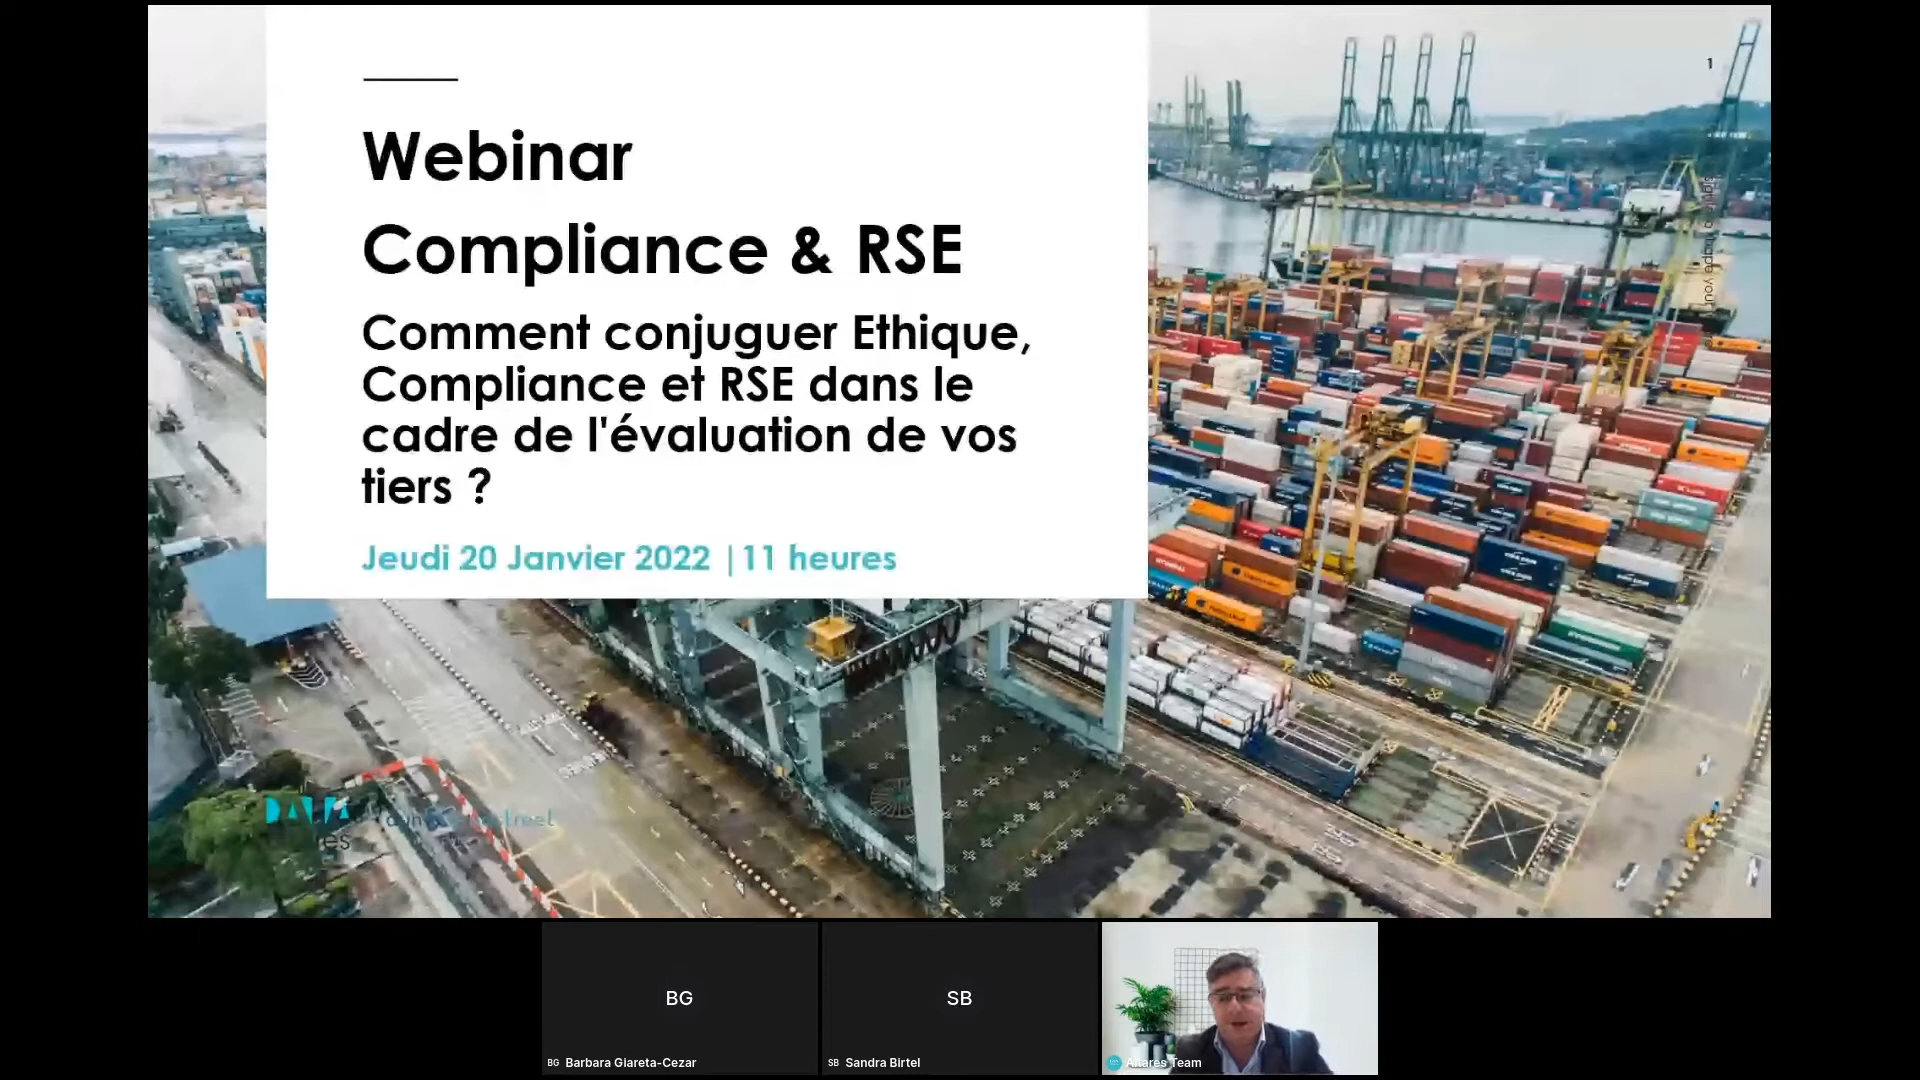 Webinar
Compliance & RSE
Comment conjuguer Ethique,
Compliance et RSE dans le
cadre de l'évaluation de vos
tiers ?
Jeudi 20 Janvier 2022 |11 heures
1
BG
SB
BG Barbara Giareta-Cezar
SB Sandra Birtel
Altares Team